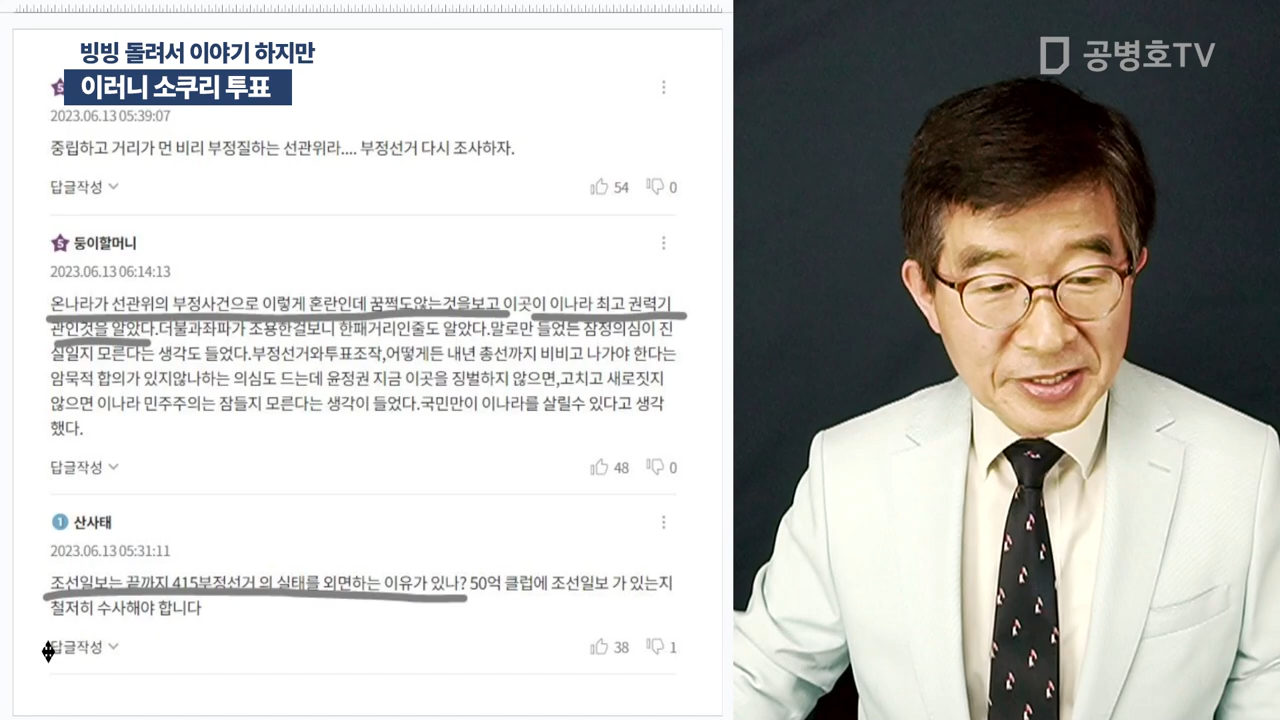 빙빙 돌려서 이야기 하지만
이러니 소쿠리 투표
공병호TV
2023.06.13 05:39:07
중립하고 거리가 먼 비리 부정질하는 선관위라.... 부정선거 다시 조사하자.
답글작성
54
0
둥이할머니
2023.06.13 06:14:13
온나라가 선관위의 부정사건으로 이렇게 혼란인데 꿈쩍도않는것을보고 이곳이 이나라 최고 권력기
관인것을 알았다.더불과좌파가 조용한걸보니 한패거리인줄도 알았다.말로만 들었든 잠정의심이 진
실일지 모른다는 생각도 들었다.부정선거와투표조작,어떻게든 내년 총선까지 비비고 나가야 한다는
암묵적 합의가 있지않나하는 의심도 드는데 윤정권 지금 이곳을 징벌하지 않으면,고치고 새로짓지
않으면 이나라 민주주의는 잠들지 모른다는 생각이 들었다.국민만이 이나라를 살릴수 있다고 생각
했다.
답글작성
48
0
1 산사태
2023.06.13 05:31:11
조선일보는 끝까지 415부정선거 의 실태를 외면하는 이유가 있나? 50억 클럽에 조선일보 가 있는지
철저히 수사해야 합니다
답글작성
38
1